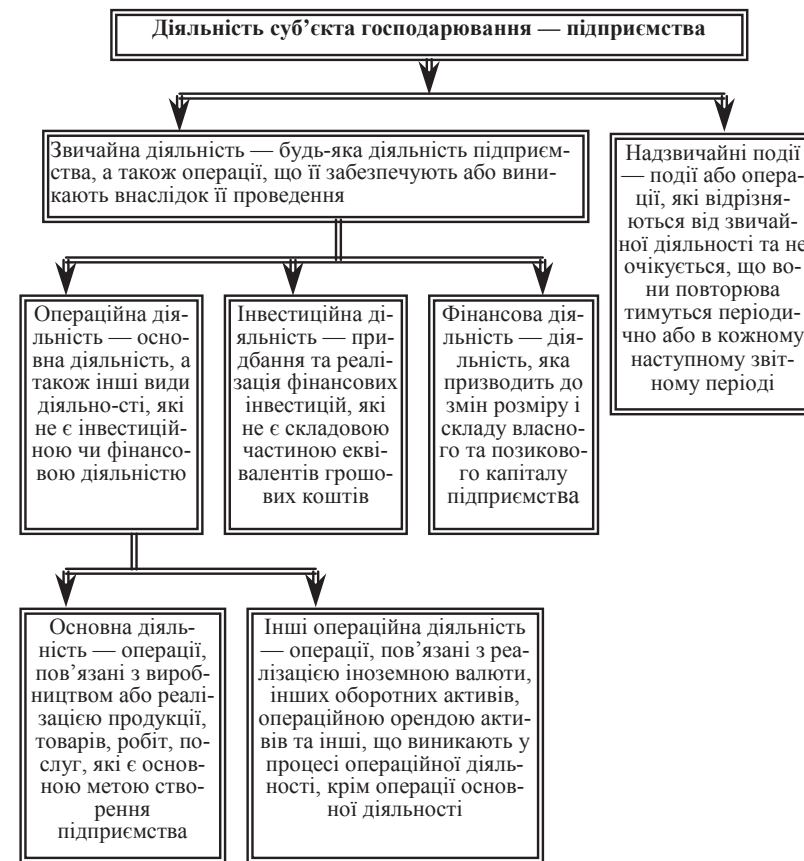 Діяльність суб’єкта господарювання — підприємства
Звичайна діяльність — будь-яка діяльність підприєм-
ства, а також операції, що її забезпечують або вини-
кають внаслідок її проведення
Надзвичайні події
— події або опера-
ції, які відрізня-
ються від звичай-
ної діяльності та не
очікується, що во-
ни повторюва
тимуться періоди-
чно або в кожному
наступному звіт-
ному періоді
Операційна дія-
льність — осно-
вна діяльність, а
також інші види
діяльно-сті, які
не є інвестицій-
ною чи фінансо-
вою діяльністю
Інвестиційна ді-
яльність — при-
дбання та реалі-
зація фінансових
інвестицій, які
не є складовою
частиною екві-
валентів грошо-
вих коштів
Фінансова дія-
льність — дія-
льність, яка
призводить до
змін розміру і
складу власно-
го та позиково-
го капіталу
підприємства
Основна діяль-
ність — операції,
пов’язані з вироб-
ництвом або реалі-
зацією продукції,
товарів, робіт, по-
слуг, які є основ-
ною метою ство-
рення
підприємства
Інші операційна діяльність
— операції, пов’язані з реа-
лізацією іноземною валюти,
інших оборотних активів,
операційною орендою акти-
вів та інші, що виникають у
процесі операційної діяль-
ності, крім операції основ-
ної діяльності